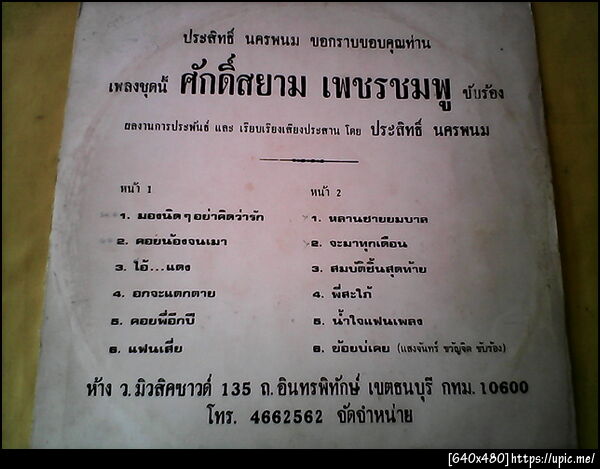 ประสิทธิ์ นครพนม ขอกราบขอบคุณท่าน
เพลงชุดนี้ ศักดิ์สยาม เพชรชมพู ขับร้อง
ผลงานการประพันธ์ และ เรียบเรียงเสียงประสาน โดย ประสิทธิ์ นครพนม
หน้า 1
1. มองนิดๆอย่าคิดว่ารัก
2. คอยน้องจนเมา
3. โอ้...แตง
4. อกจะแตกตาย
5. คอยพี่อีกปี
6. แฟนเสี่ย
หน้า 2
1. หลานชายยมบาล
2. จะมาทุกเดือน
3. สมบัติชิ้นสุดท้าย
4. พี่สะใภ้
5. น้ำใจแฟนเพลง
6. ย้อยบ่เคย (แสงจันทร์ ขวัญจิต ขับร้อง)
ห้าง ว.มิวสิคซาวด์ 135 ถ.อินทรพิทักษ์ เขตธนบุรี กทม. 10600
โทร. 4662562 จัดจำหน่าย
[640x480]https://upic.me/